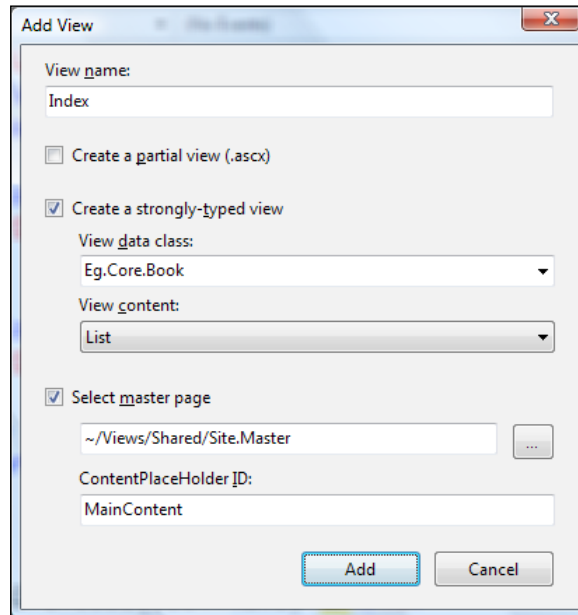 Add View
View name:
Index
Create a partial view (.ascx)
Create a strongly-typed view
View data class:
Eg.Core.Book
View content:
List
Select master page
~/Views/Shared/Site.Master
...
ContentPlaceHolder ID:
MainContent
Add Cancel